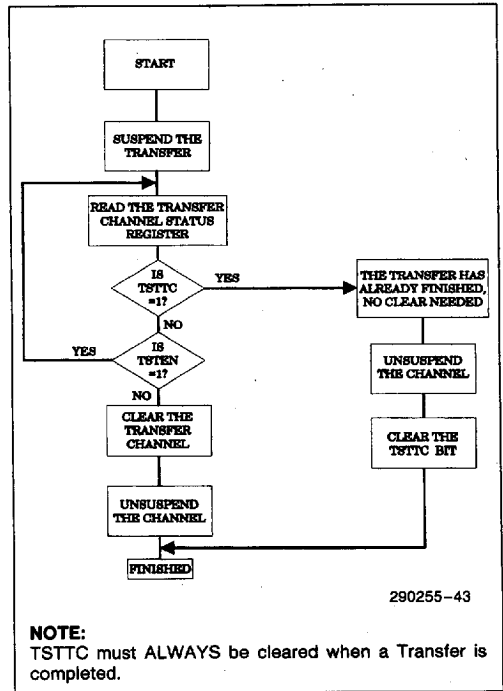 START
SUSPEND THE
TRANSFER
READ THE TRANSFER
CHANNEL STATUS
REGISTER
IS
TSTTC
=1?
YES
THE TRANSFER HAS
ALREADY FINISHED,
NO CLEAR NEEDED
NO
YES
IS
TSTEN
=1?
UNSUSPEND
THE CHANNEL
NO
CLEAR THE
TRANSFER
CHANNEL
CLEAR THE
TSTTC BIT
UNSUSPEND
THE CHANNEL
FINISHED
290255–43
NOTE:
TSTTC must ALWAYS be cleared when a Transfer is
completed.